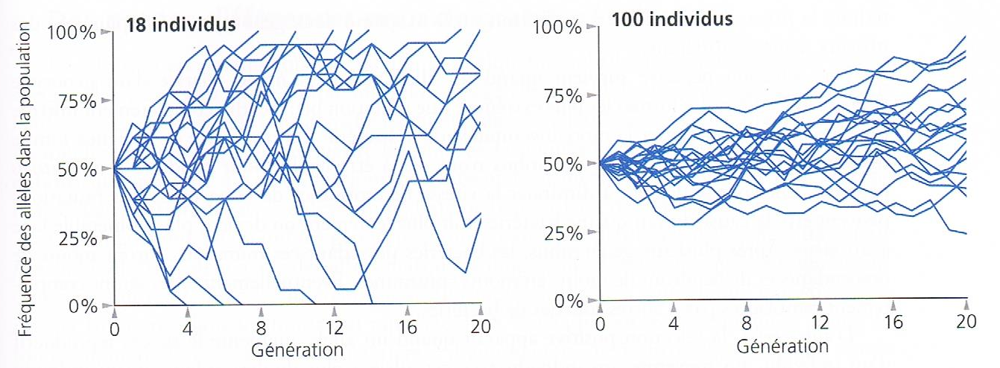 Fréquence des allèles dans la population
18 individus
100%
75%
50%
25%
0%
0 4 8 12 16 20
Génération
100 individus
100%
75%
50%
25%
0%
0 4 8 12 16 20
Génération